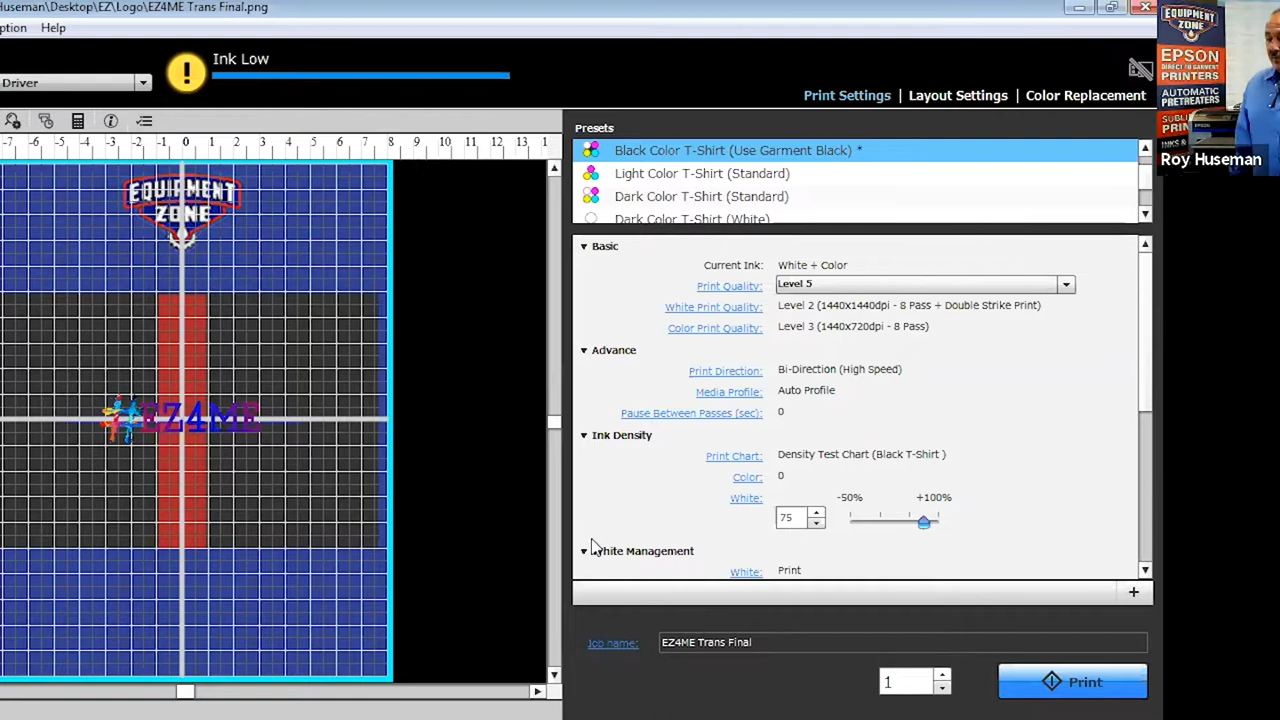 Huseman\Desktop\EZ\Logo\EZ4ME Trans Final.png
ption Help
Ink Low
Driver
Print Settings | Layout Settings | Color Replacement
-7 -6 -5 -4 -3 -2 -1 0 1 2 3 4 5 6 7 8 9 10 11 12 13 1
EQUIPMENT
ZONE
EZ4ME
Presets
Black Color T-Shirt (Use Garment Black) *
Light Color T-Shirt (Standard)
Dark Color T-Shirt (Standard)
Dark Color T-Shirt (White)
Basic
Current Ink: White + Color
Print Quality: Level 5
White Print Quality: Level 2 (1440x1440dpi - 8 Pass + Double Strike Print)
Color Print Quality: Level 3 (1440x720dpi - 8 Pass)
Advance
Print Direction: Bi-Direction (High Speed)
Media Profile: Auto Profile
Pause Between Passes (sec): 0
Ink Density
Print Chart: Density Test Chart (Black T-Shirt )
Color: 0
White: -50% +100%
75
White Management
White: Print
Job name: EZ4ME Trans Final
1
Print
EQUIPMENT
ZONE
EPSON
DIRECT TO GARMENT
PRINTERS
AUTOMATIC
PRETREATERS
SUBLI
PRIN
INKS &
Roy Huseman